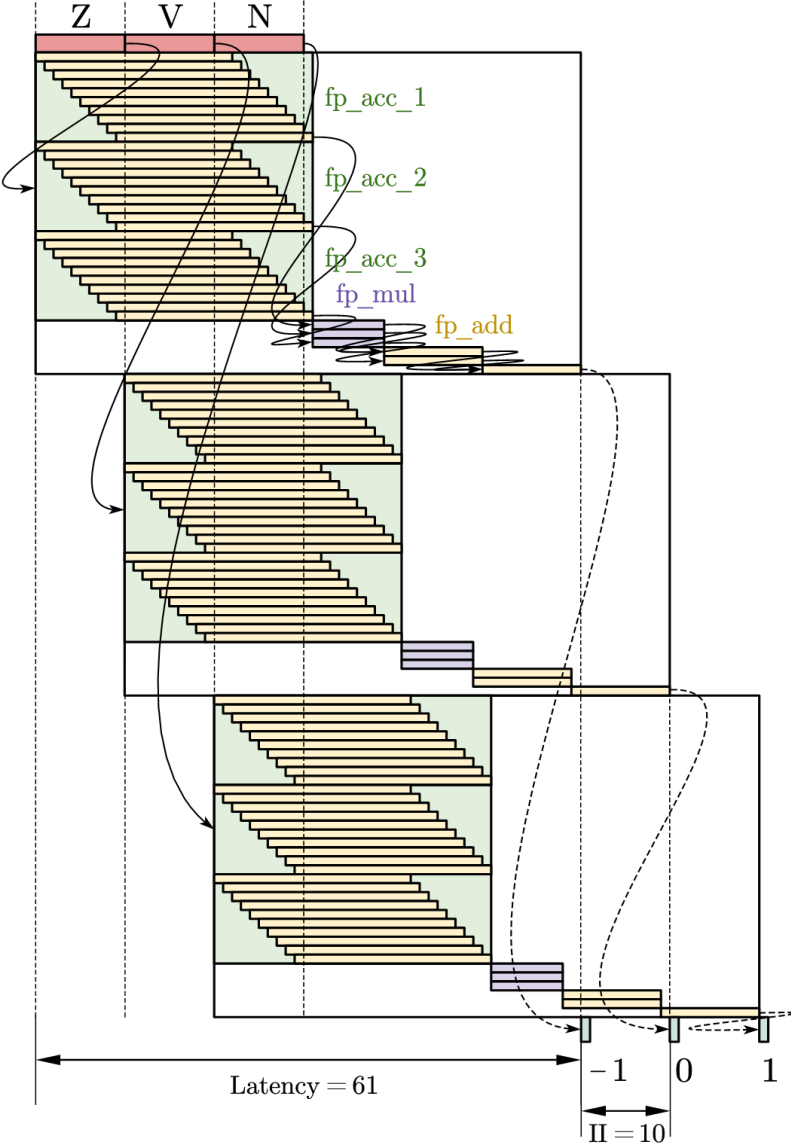 Z V N
fp_acc_1
fp_acc_2
fp_acc_3
fp_mul
fp_add
-1 0 1
Latency = 61
II = 10